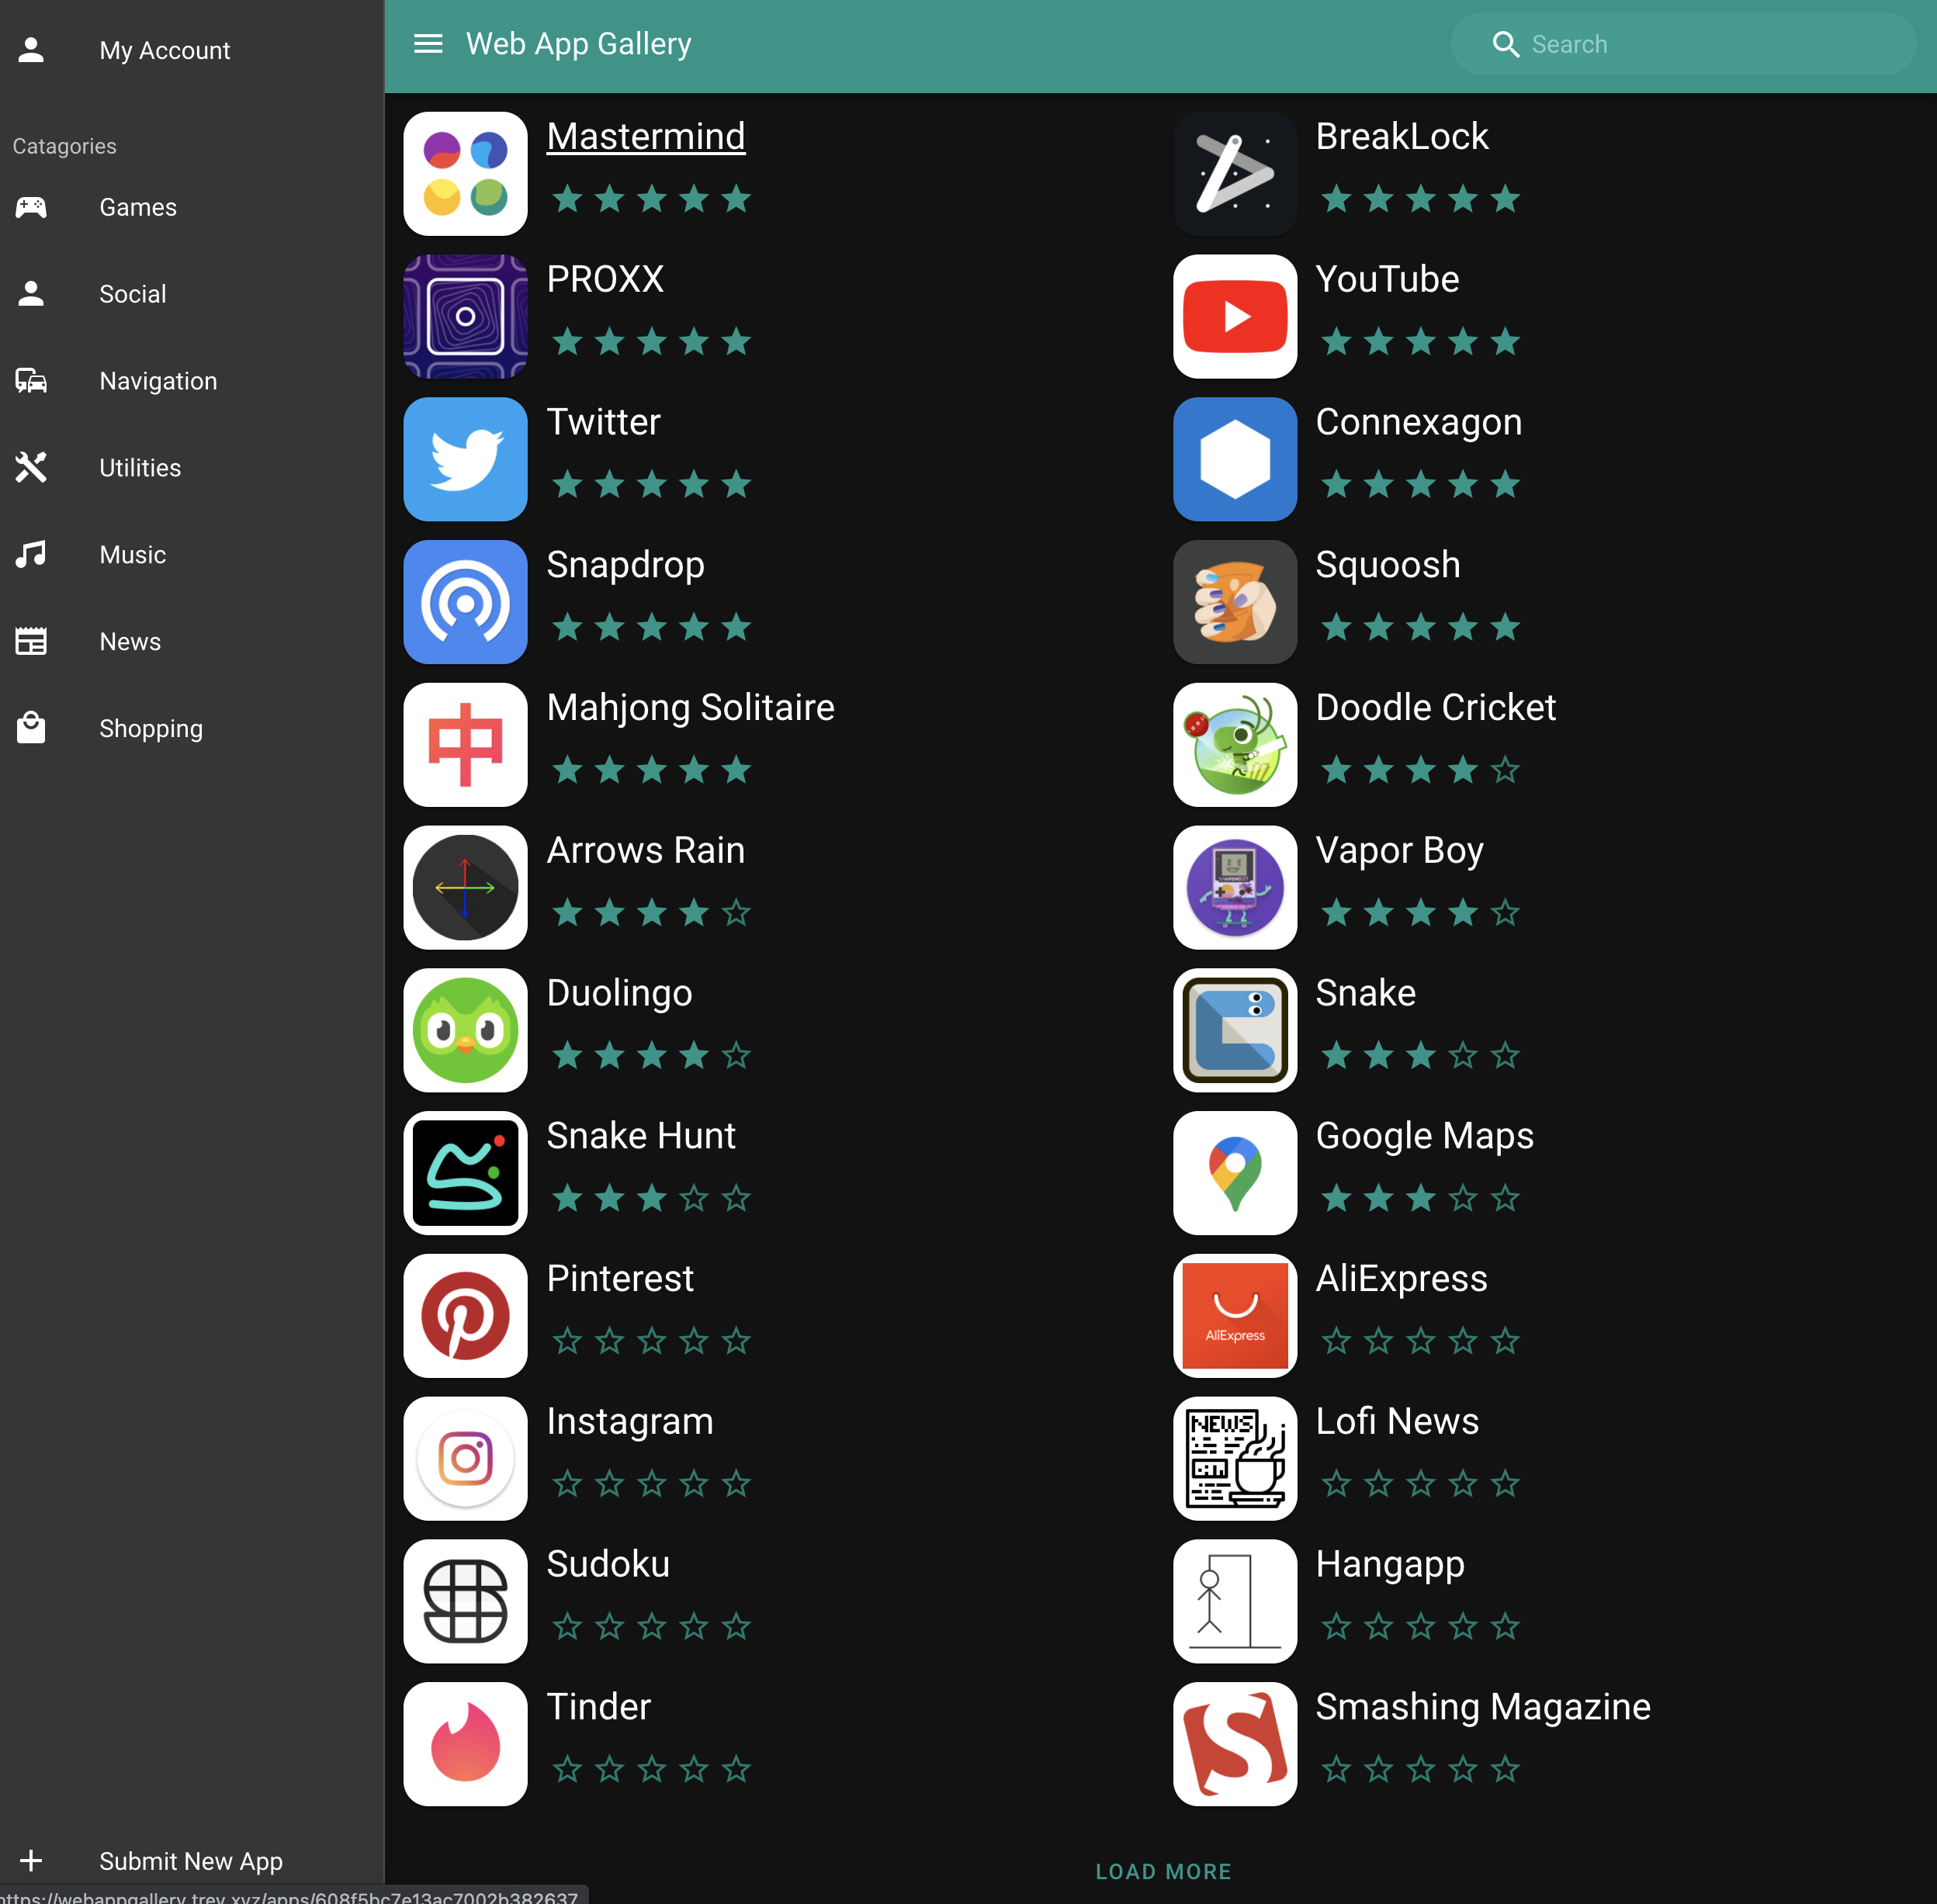 My Account
Catagories
Games
Social
Navigation
Utilities
Music
News
Shopping
Submit New App
Web App Gallery
Search
Mastermind
BreakLock
PROXX
YouTube
Twitter
Connexagon
Snapdrop
Squoosh
Mahjong Solitaire
中
Doodle Cricket
Arrows Rain
Vapor Boy
Duolingo
Snake
Snake Hunt
Google Maps
Pinterest
AliExpress
AliExpress
Instagram
NEWS
Lofi News
Sudoku
Hangapp
Tinder
S
Smashing Magazine
LOAD MORE
https://webappgallery.trey.xyz/apps/608f5bc7e13ac7002b382637